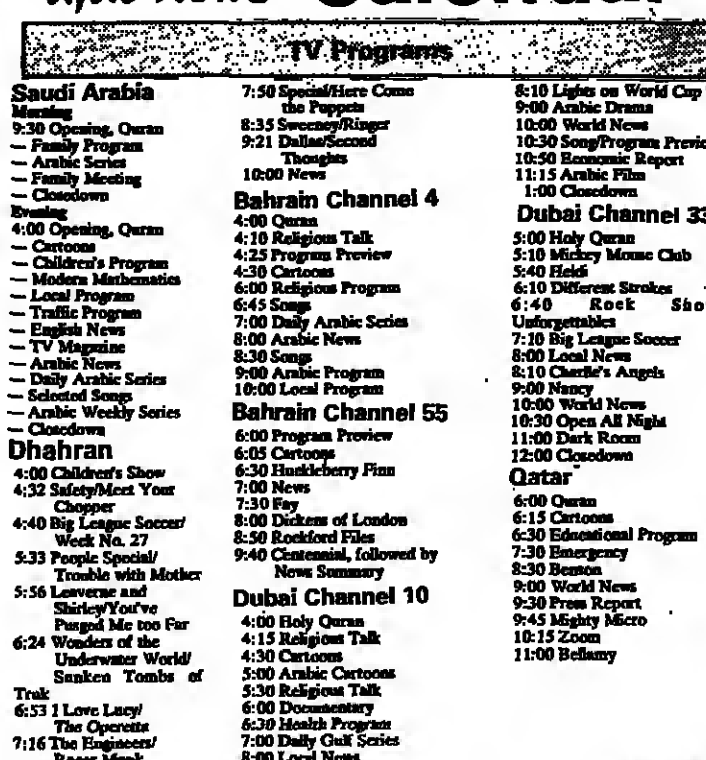 TV Programs
Saudi Arabia
Morning
9:30 Opening, Quran
— Family Program
— Arabic Series
— Family Meeting
— Closedown
Evening
4:00 Opening, Quran
— Cartoons
— Children's Program
— Modern Mathematics
— Local Program
— Traffic Program
— English News
— TV Magazine
— Arabic News
— Daily Arabic Series
— Selected Songs
— Arabic Weekly Series
— Closedown
Dhahran
4:00 Children's Show
4:32 Safety/Meet Your
Chopper
4:40 Big League Soccer/
Week No. 27
5:33 People Special/
Trouble with Mother
5:56 Leaverne and
Shirley/You've
Pusged Me too Far
6:24 Wonders of the
Underwater World/
Sunken Tombs of
Truk
6:53 I Love Lucy/
The Operetta
7:16 The Engineers/
7:50 Special/Here Come
the Puppets
8:35 Sweeney/Ringer
9:21 Dallas/Second
Thoughts
10:00 News
Bahrain Channel 4
4:00 Quran
4:10 Religious Talk
4:25 Program Preview
4:30 Cartoons
6:00 Religious Program
6:45 Songs
7:00 Daily Arabic Series
8:00 Arabic News
8:30 Songs
9:00 Arabic Program
10:00 Local Program
Bahrain Channel 55
6:00 Program Preview
6:05 Cartoons
6:30 Huckleberry Finn
7:00 News
7:30 Fay
8:00 Dickens of London
8:50 Rockford Files
9:40 Centennial, followed by
News Summary
Dubai Channel 10
4:00 Holy Quran
4:15 Religious Talk
4:30 Cartoons
5:00 Arabic Cartoons
5:30 Religious Talk
6:00 Documentary
6:30 Health Program
7:00 Daily Gulf Series
8:00 Local News
8:10 Lights on World Cup
9:00 Arabic Drama
10:00 World News
10:30 Song/Program Previe
10:50 Economic Report
11:15 Arabic Film
1:00 Closedown
Dubai Channel 33
5:00 Holy Quran
5:10 Mickey Mouse Club
5:40 Heidi
6:10 Different Strokes
6:40 Rock Sho
Unforgettables
7:10 Big League Soccer
8:00 Local News
8:10 Charlie's Angels
9:00 Nancy
10:00 World News
10:30 Open All Night
11:00 Dark Room
12:00 Closedown
Qatar
6:00 Quran
6:15 Cartoons
6:30 Educational Program
7:30 Emergency
8:30 Benson
9:00 World News
9:30 Press Report
9:45 Mighty Micro
10:15 Zoom
11:00 Bellamy